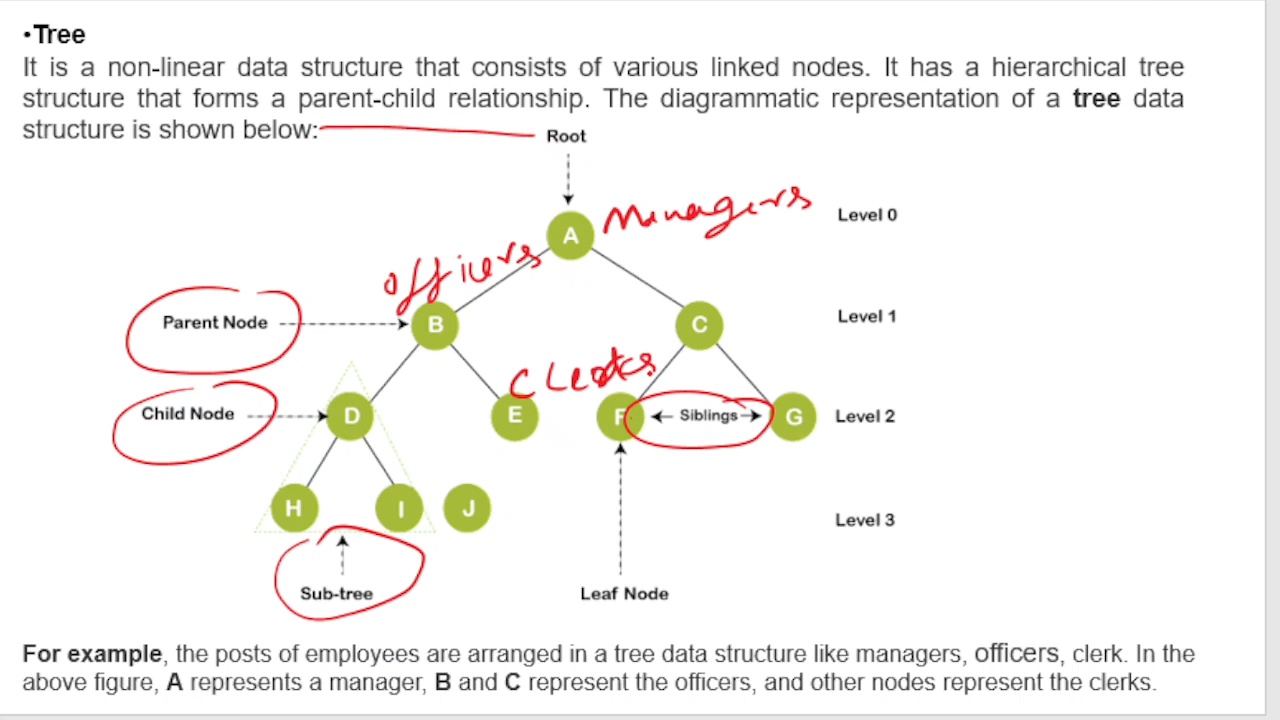 •Tree
It is a non-linear data structure that consists of various linked nodes. It has a hierarchical tree
structure that forms a parent-child relationship. The diagrammatic representation of a tree data
structure is shown below:
Root
Managers
Level 0
A
officers
Parent Node
B
C
Level 1
Clerks
Child Node
D
E
F
Siblings
G
Level 2
H
I
J
Level 3
Sub-tree
Leaf Node
For example, the posts of employees are arranged in a tree data structure like managers, officers, clerk. In the
above figure, A represents a manager, B and C represent the officers, and other nodes represent the clerks.